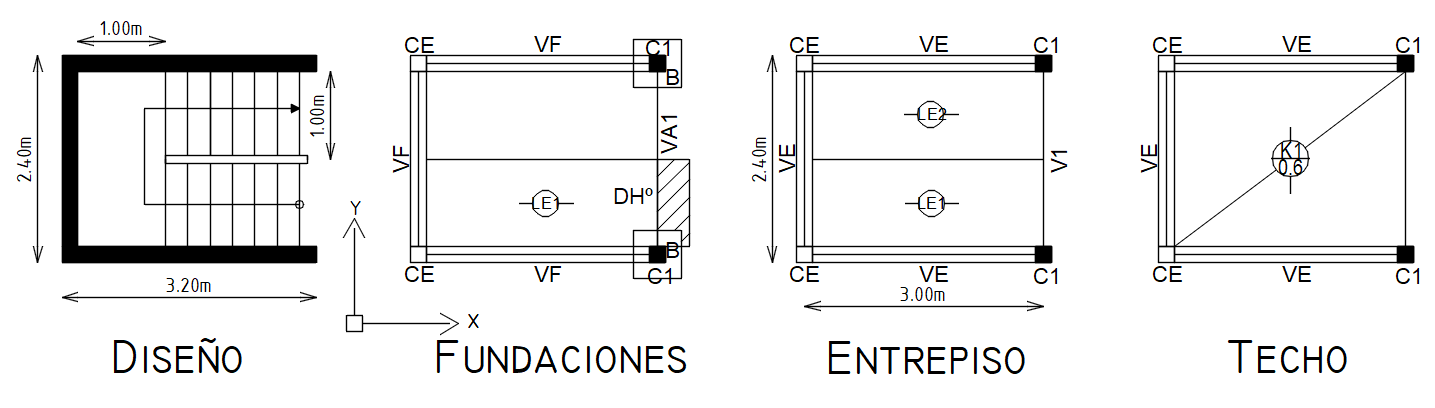 1.00m
2.40m
1.00m
3.20m
DISEÑO
Y
X
CE
VF
C1
B
VF
VA1
DHº
LE1
B
CE
VF
C1
FUNDACIONES
CE
VE
C1
2.40m
VE
LE2
V1
LE1
CE
VE
C1
3.00m
ENTREPISO
CE
VE
C1
VE
K1
0.6
CE
VE
C1
TECHO